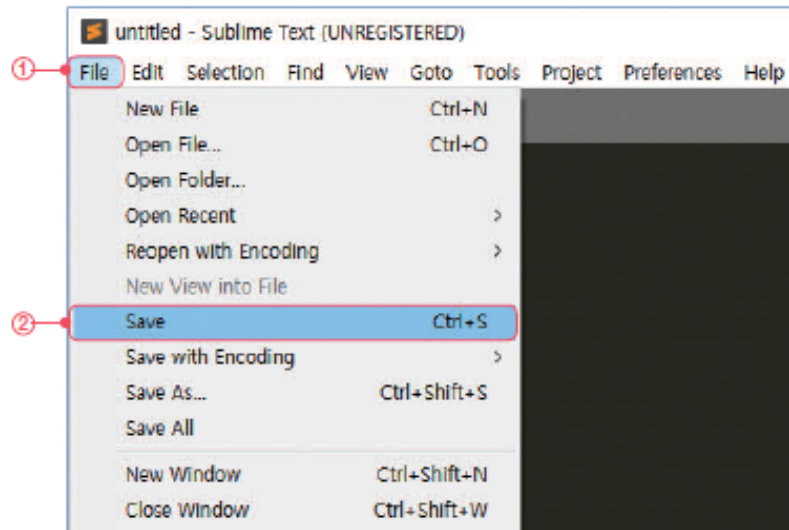 untitled - Sublime Text (UNREGISTERED)
① File Edit Selection Find View Goto Tools Project Preferences Help
New File Ctrl+N
Open File... Ctrl+O
Open Folder...
Open Recent >
Reopen with Encoding >
New View into File
② Save Ctrl+S
Save with Encoding >
Save As... Ctrl+Shift+S
Save All
New Window Ctrl+Shift+N
Close Window Ctrl+Shift+W